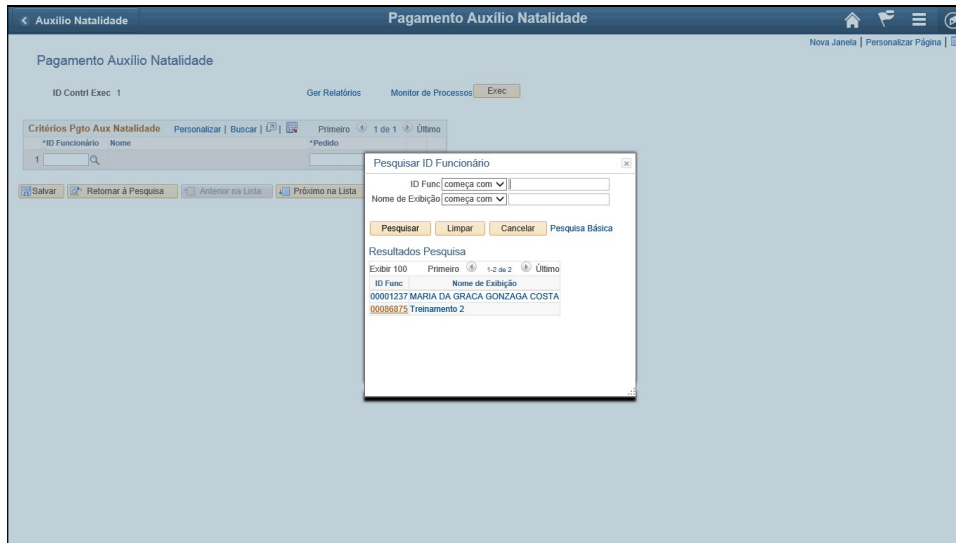 Auxilio Natalidade
Pagamento Auxílio Natalidade
Nova Janela | Personalizar Página |
Pagamento Auxílio Natalidade
ID Contrl Exec 1 Ger Relatórios Monitor de Processos Exec
Critérios Pgto Aux Natalidade Personalizar | Buscar | | Primeiro 1 de 1 Último
*ID Funcionário Nome *Pedido
1
Salvar Retornar à Pesquisa Anterior na Lista Próximo na Lista
Pesquisar ID Funcionário
ID Func começa com
Nome de Exibição começa com
Pesquisar Limpar Cancelar Pesquisa Básica
Resultados Pesquisa
Exibir 100 Primeiro 1-2 de 2 Último
ID Func Nome de Exibição
00001237 MARIA DA GRACA GONZAGA COSTA
00086875 Treinamento 2